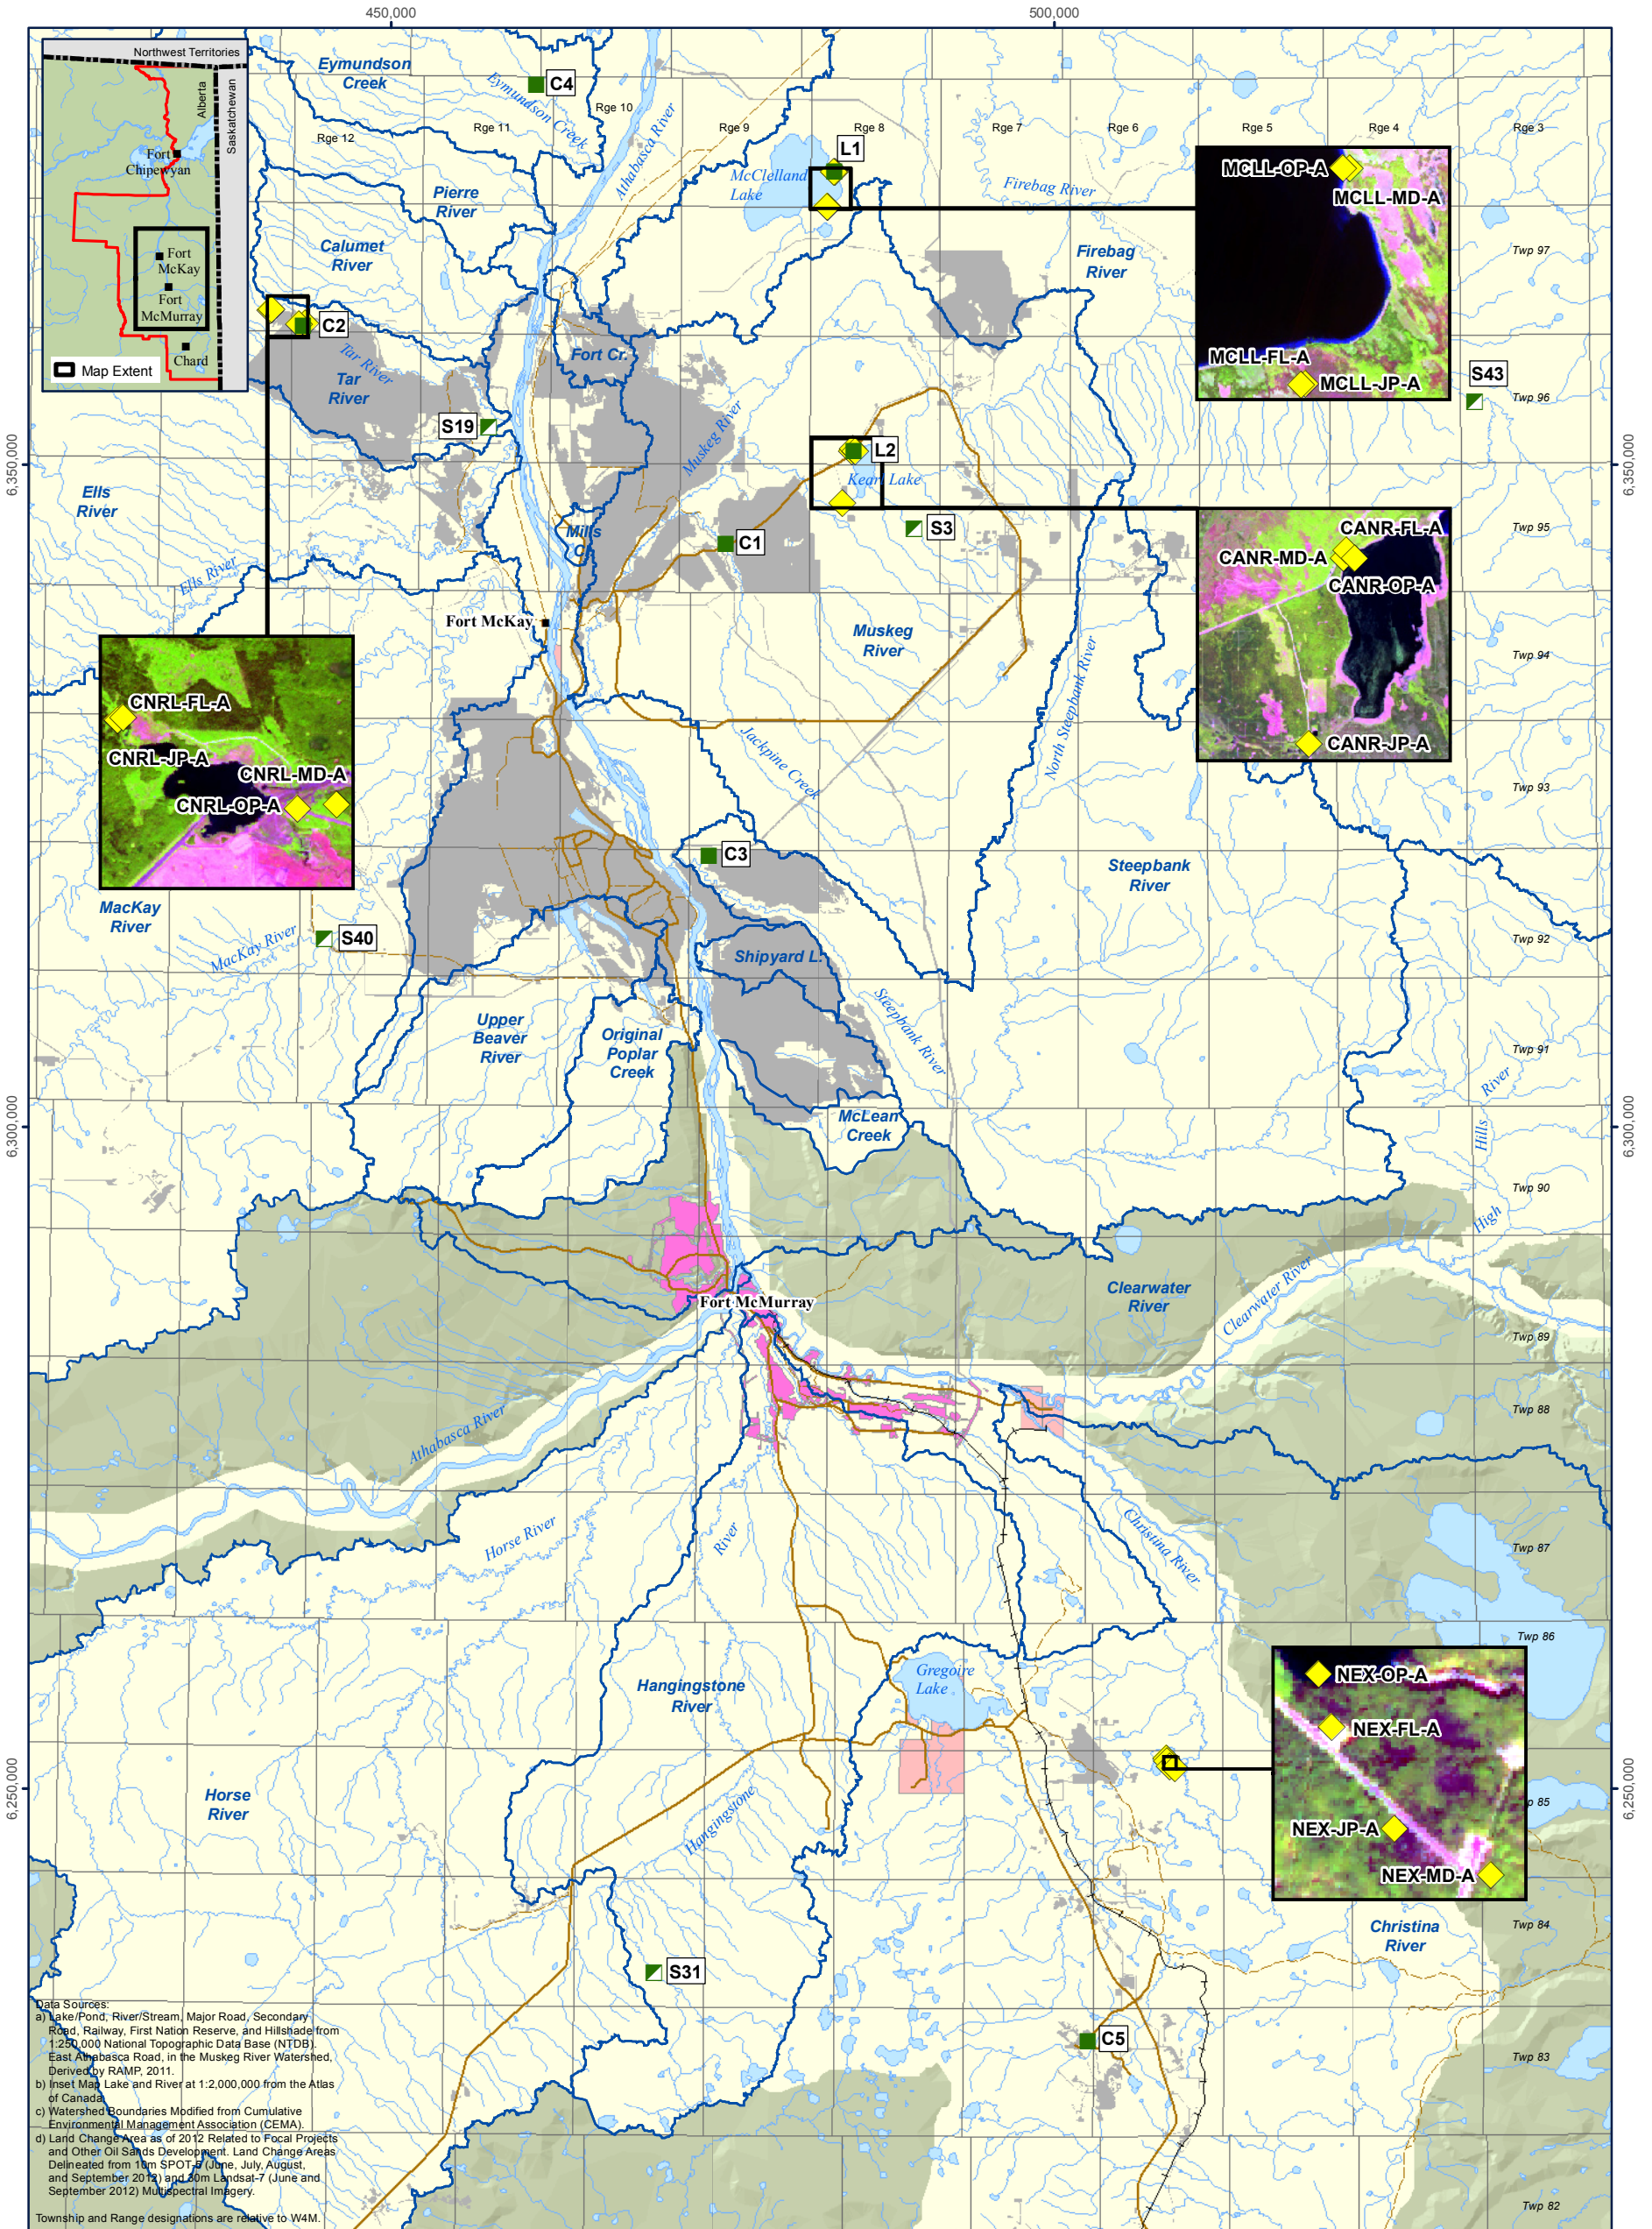 450,000
500,000
Northwest Territories
Alberta
Saskatchewan
Fort
Chipewyan
Fort
McKay
Fort
McMurray
Chard
Map Extent
Eymundson
Creek
Eymundson Creek
C4
Rge 12
Rge 11
Rge 10
Rge 9
Rge 8
Rge 7
Rge 6
Rge 5
Rge 4
Rge 3
Athabasca River
L1
McClelland
Lake
Firebag River
Pierre
River
Calumet
River
Firebag
River
MCLL-OP-A
MCLL-MD-A
MCLL-FL-A
MCLL-JP-A
Twp 97
C2
Tar River
Tar
River
Fort Cr.
S43
Twp 96
S19
Muskeg River
L2
Kearl Lake
6,350,000
6,350,000
Ells
River
Mills
C1
S3
Twp 95
CANR-FL-A
CANR-MD-A
CANR-OP-A
CANR-JP-A
Ells River
Fort McKay
Muskeg
River
Twp 94
North Steepbank River
CNRL-FL-A
CNRL-JP-A
CNRL-MD-A
CNRL-OP-A
Jackpine Creek
Twp 93
C3
Steepbank
River
MacKay
River
MacKay River
S40
Twp 92
Shipyard L.
Steepbank River
Upper
Beaver
River
Original
Poplar
Creek
Twp 91
River
Hills
High
McLean
Creek
6,300,000
6,300,000
Twp 90
Clearwater
River
Clearwater River
Fort McMurray
Twp 89
Twp 88
Athabasca River
Horse River
River
Christina River
Twp 87
Twp 86
Gregoire
Lake
Hangingstone
River
NEX-OP-A
NEX-FL-A
NEX-JP-A
NEX-MD-A
6,250,000
6,250,000
p 85
Horse
River
Hangingstone
Christina
River
Twp 84
S31
C5
Twp 83
Twp 82
Data Sources:
a) Lake/Pond, River/Stream, Major Road, Secondary
Road, Railway, First Nation Reserve, and Hillshade from
1:250,000 National Topographic Data Base (NTDB).
East Athabasca Road, in the Muskeg River Watershed,
Derived by RAMP, 2011.
b) Inset Map Lake and River at 1:2,000,000 from the Atlas
of Canada
c) Watershed Boundaries Modified from Cumulative
Environmental Management Association (CEMA).
d) Land Change Area as of 2012 Related to Focal Projects
and Other Oil Sands Development. Land Change Areas
Delineated from 10m SPOT-5 (June, July, August,
and September 2012) and 30m Landsat-7 (June and
September 2012) Multispectral Imagery.
Township and Range designations are relative to W4M.